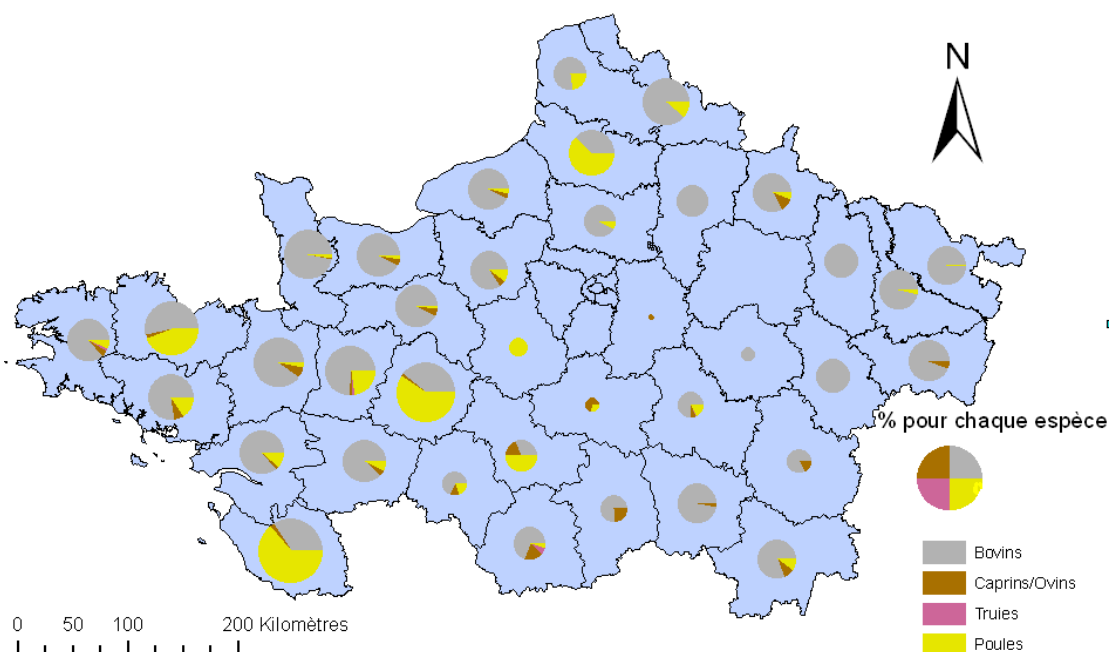 N
% pour chaque espèce
Bovins
Caprins/Ovins
Truies
Poules
0 50 100 200 Kilomètres